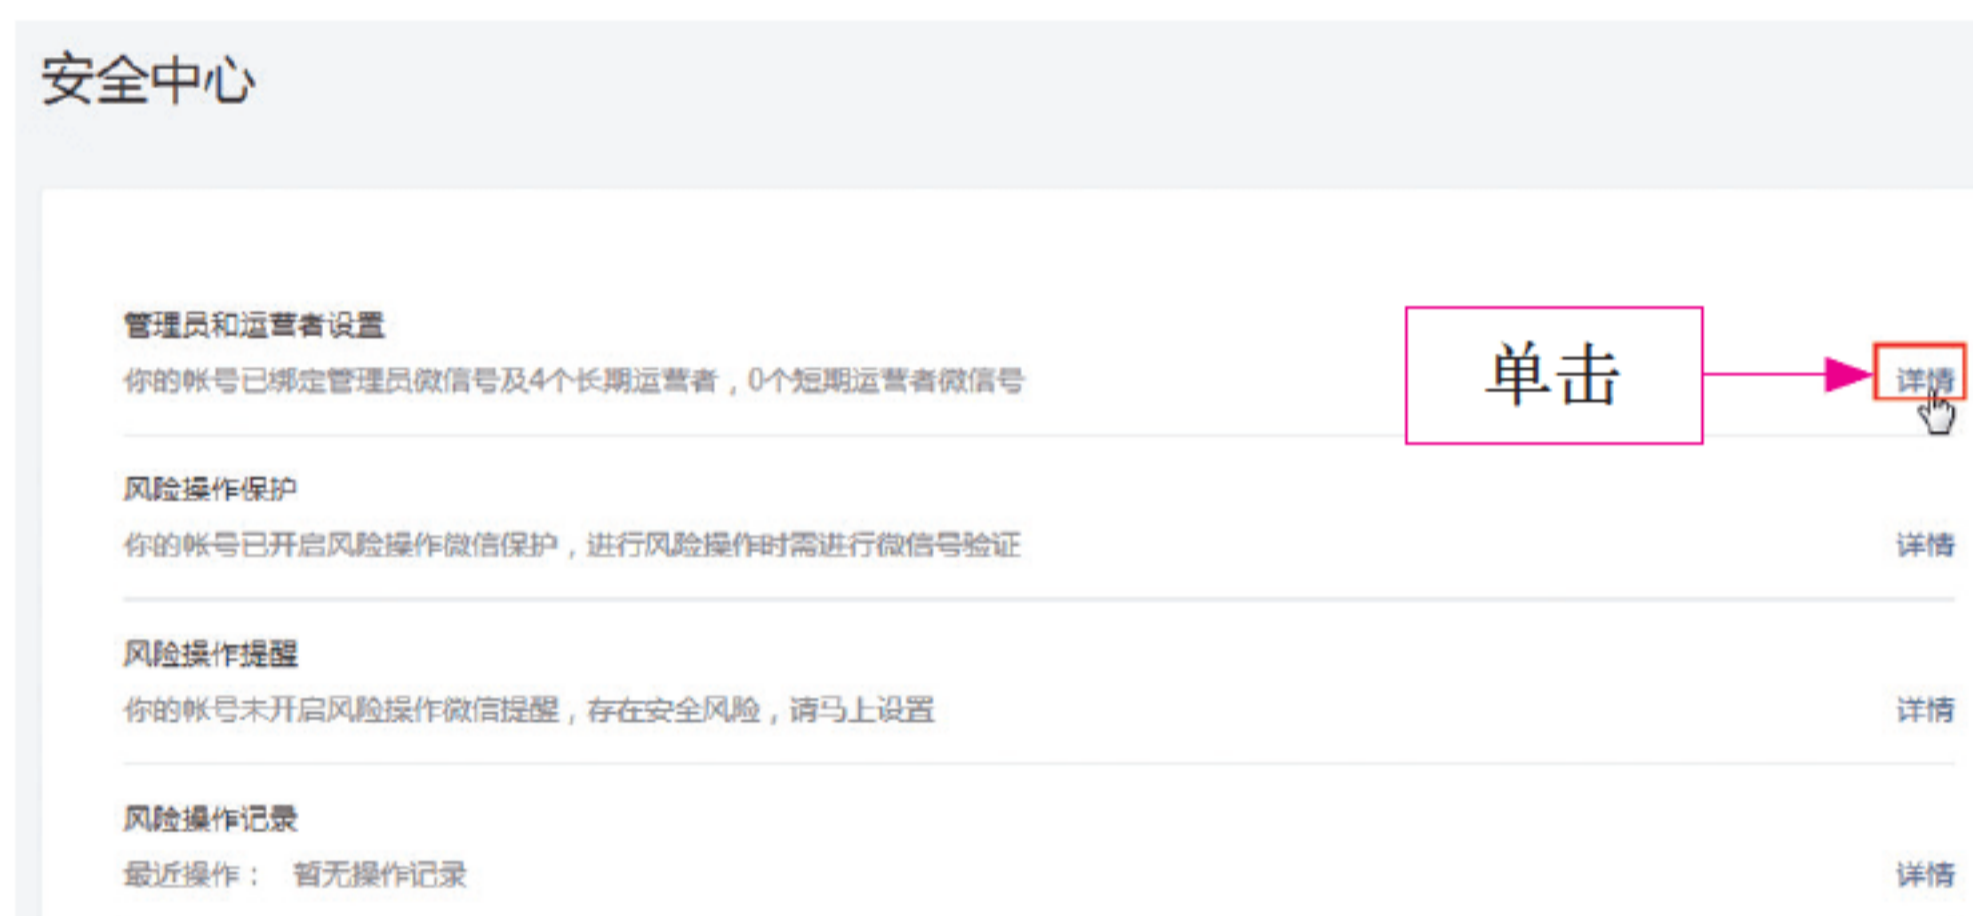 安全中心
管理员和运营者设置
你的帐号已绑定管理员微信号及4个长期运营者，0个短期运营者微信号
单击
详情
风险操作保护
你的帐号已开启风险操作微信保护，进行风险操作时需进行微信号验证
详情
风险操作提醒
你的帐号未开启风险操作微信提醒，存在安全风险，请马上设置
详情
风险操作记录
最近操作： 暂无操作记录
详情